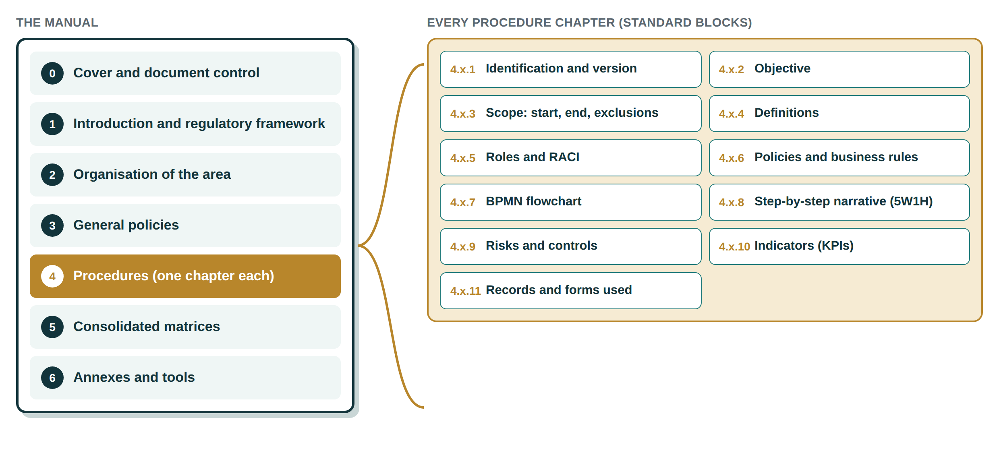 THE MANUAL
0 Cover and document control
1 Introduction and regulatory framework
2 Organisation of the area
3 General policies
4 Procedures (one chapter each)
5 Consolidated matrices
6 Annexes and tools
EVERY PROCEDURE CHAPTER (STANDARD BLOCKS)
4.x.1 Identification and version
4.x.2 Objective
4.x.3 Scope: start, end, exclusions
4.x.4 Definitions
4.x.5 Roles and RACI
4.x.6 Policies and business rules
4.x.7 BPMN flowchart
4.x.8 Step-by-step narrative (5W1H)
4.x.9 Risks and controls
4.x.10 Indicators (KPIs)
4.x.11 Records and forms used